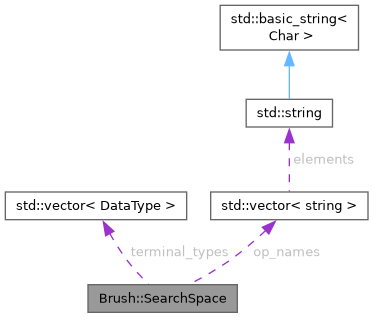 std::basic_string<
Char >
std::string
elements
std::vector< DataType >
std::vector< string >
terminal_types
op_names
Brush::SearchSpace